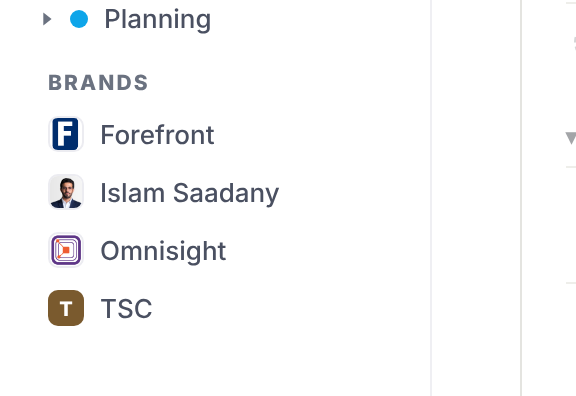 Planning
BRANDS
F
Forefront
Islam Saadany
Omnisight
T
TSC